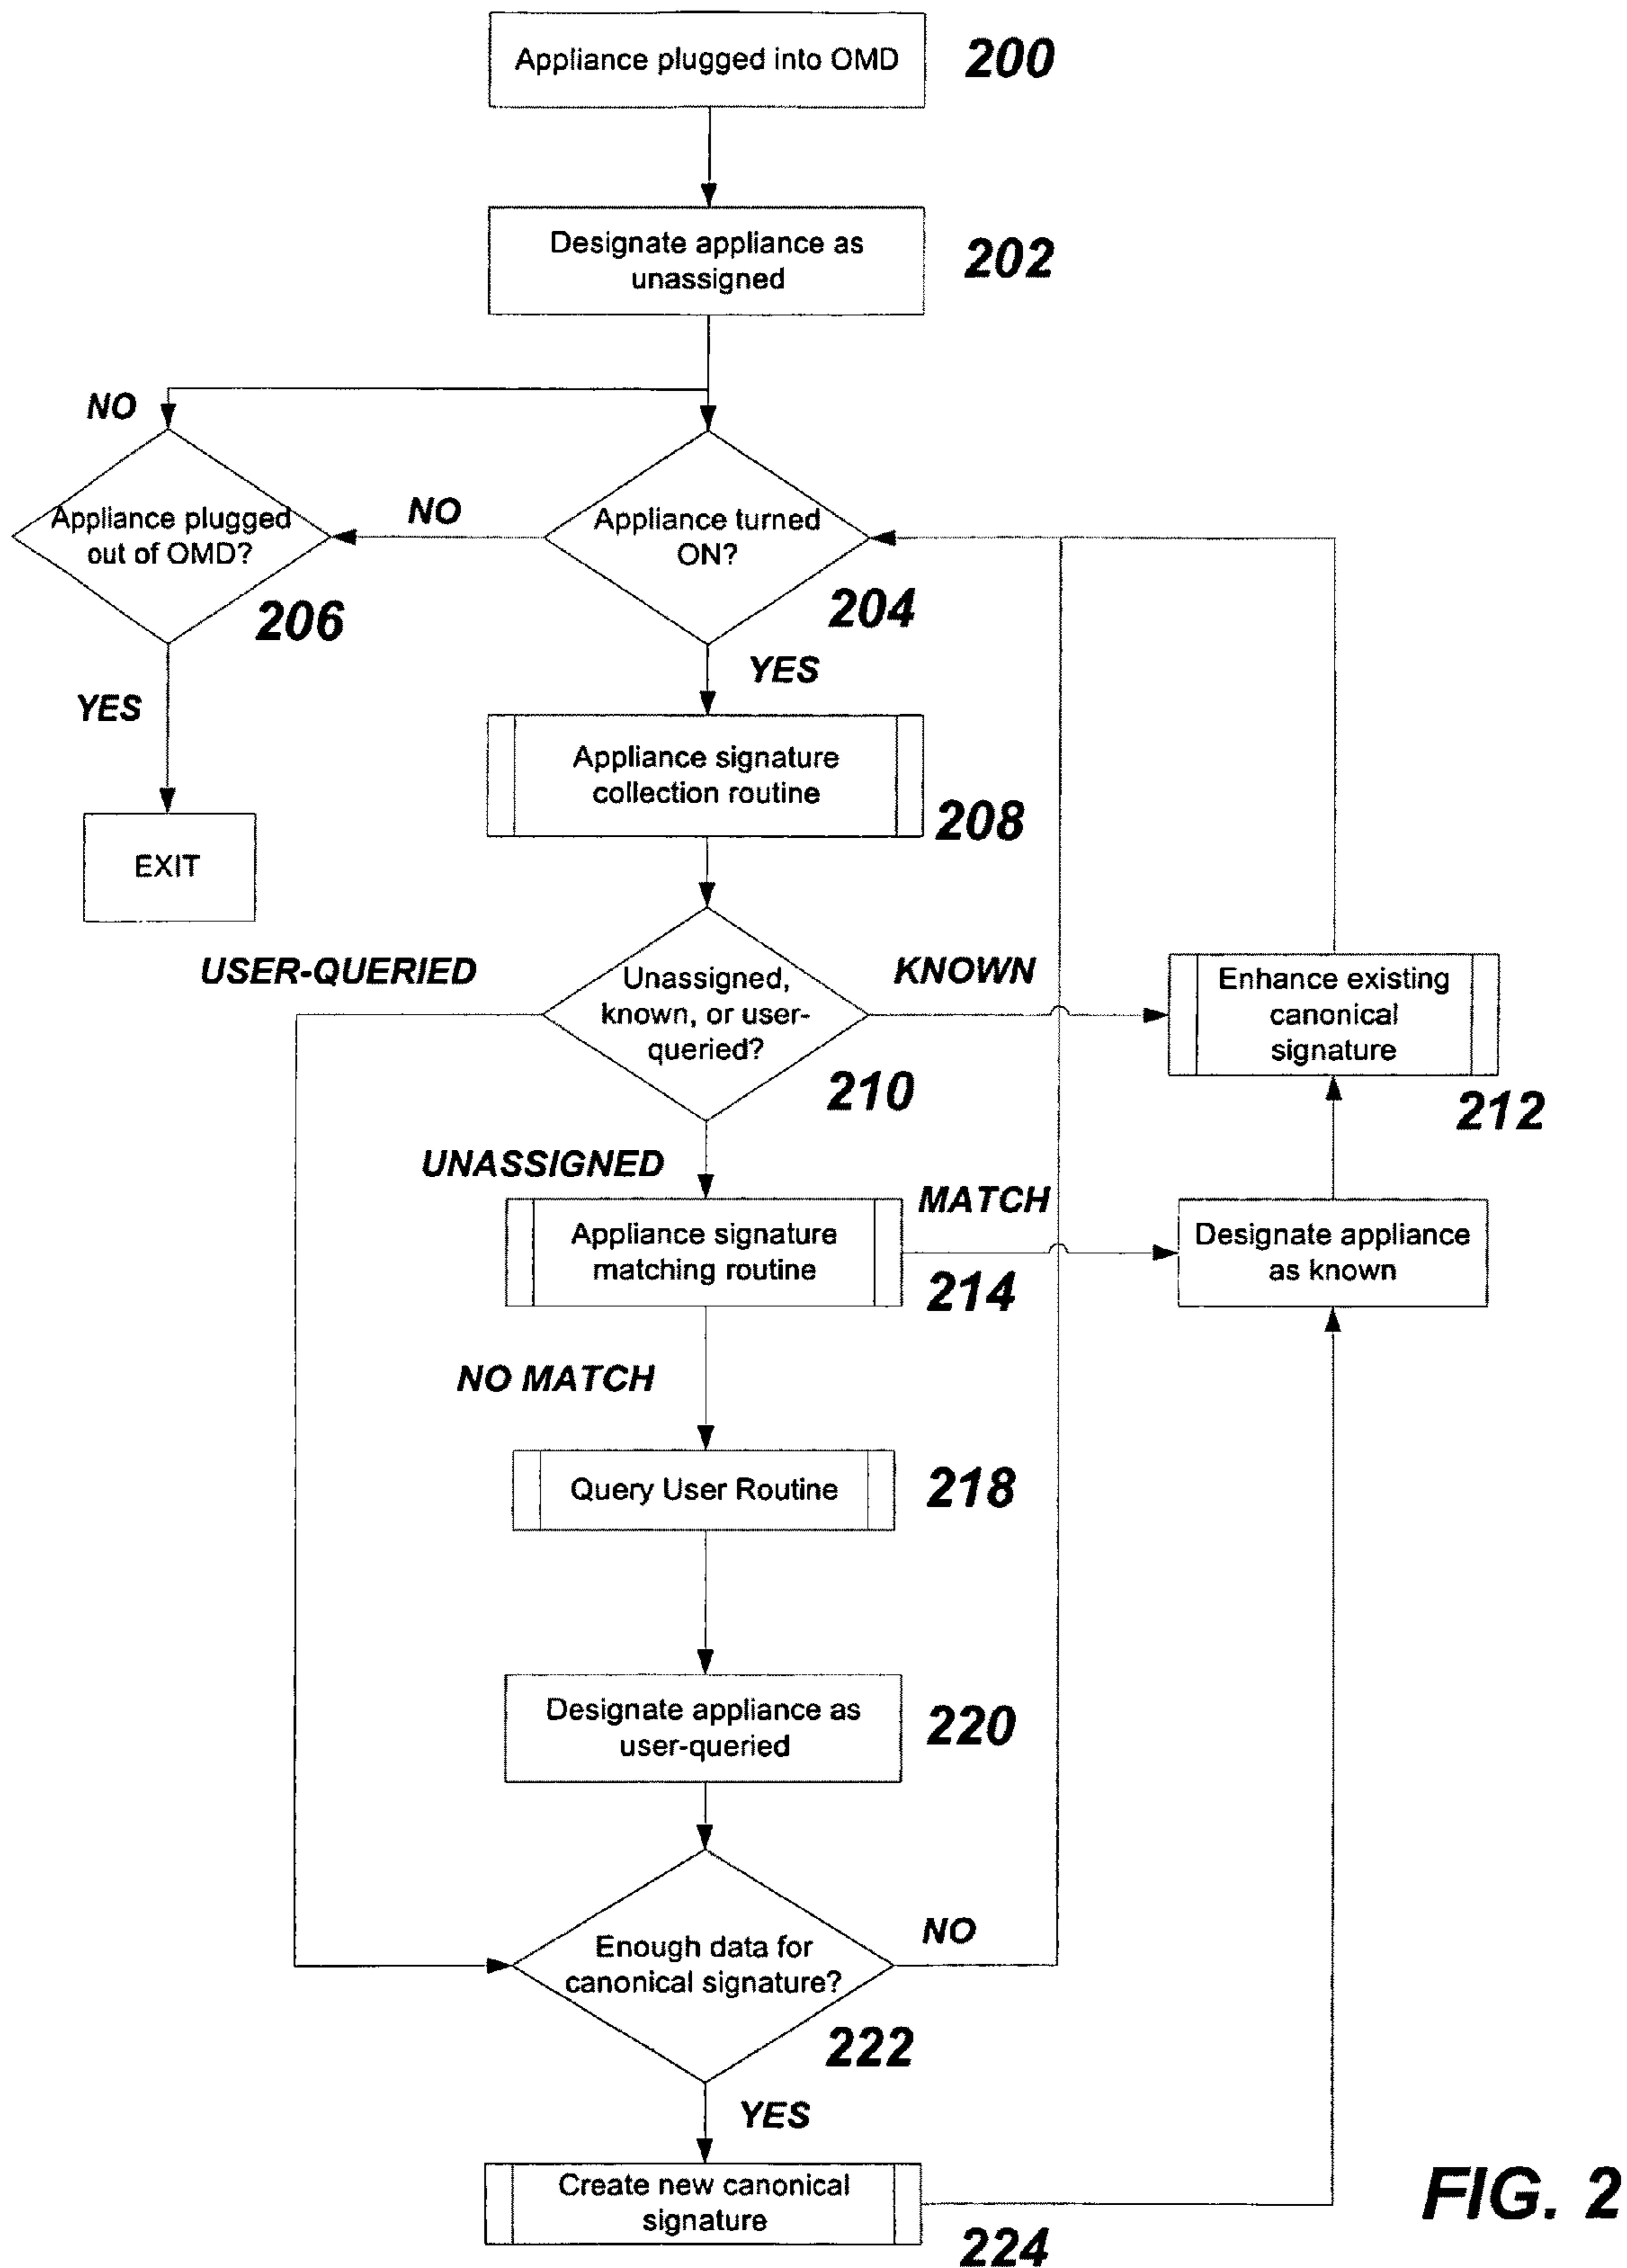 Appliance plugged into OMD
200
Designate appliance as
unassigned
202
NO
Appliance plugged
out of OMD?
206
NO
Appliance turned
ON?
204
YES
YES
Appliance signature
collection routine
208
EXIT
USER-QUERIED
Unassigned,
known, or user-
queried?
210
KNOWN
Enhance existing
canonical
signature
212
UNASSIGNED
Appliance signature
matching routine
214
MATCH
Designate appliance
as known
NO MATCH
Query User Routine
218
Designate appliance as
user-queried
220
Enough data for
canonical signature?
222
NO
YES
Create new canonical
signature
224
FIG. 2